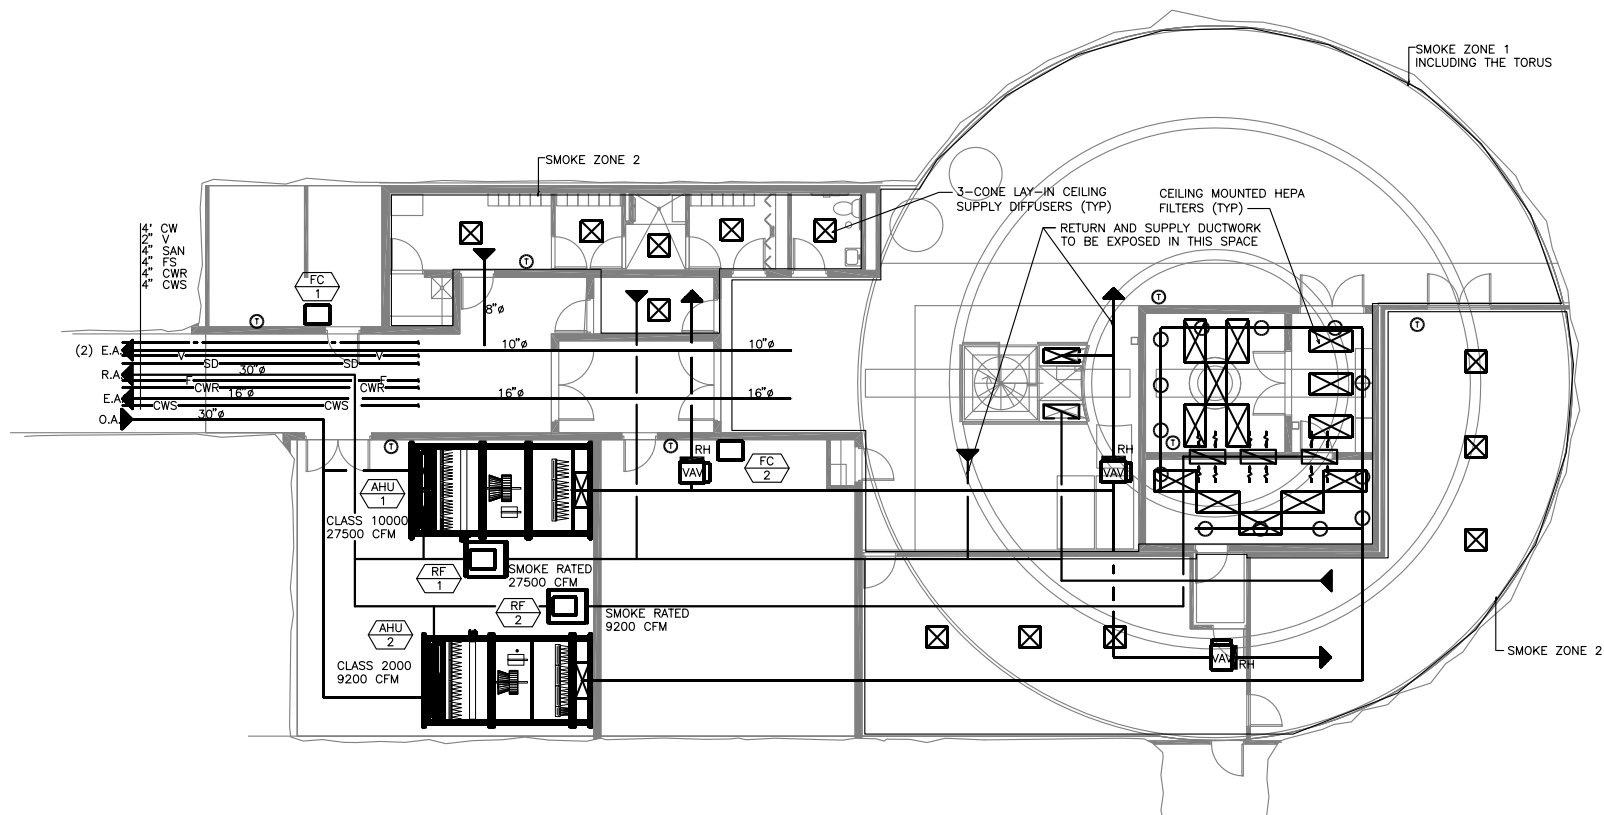 SMOKE ZONE 1
INCLUDING THE TORUS
SMOKE ZONE 2
3-CONE LAY-IN CEILING
SUPPLY DIFFUSERS (TYP)
CEILING MOUNTED HEPA
FILTERS (TYP)
RETURN AND SUPPLY DUCTWORK
TO BE EXPOSED IN THIS SPACE
4' CW
2" V
4" SAN
4" FS
4" CWR
4" CWS
FC
1
T
T
T
T
8"ø
(2) E.A.
10"ø
10"ø
V
V
SD
SD
R.A.
30"ø
F
F
CWR
CWR
E.A.
16"ø
16"ø
16"ø
CWS
CWS
O.A.
30"ø
T
T
T
RH
VAV
FC
2
RH
VAV
AHU
1
CLASS 10000
27500 CFM
RF
1
SMOKE RATED
27500 CFM
RF
2
SMOKE RATED
9200 CFM
AHU
2
CLASS 2000
9200 CFM
VAV
RH
SMOKE ZONE 2